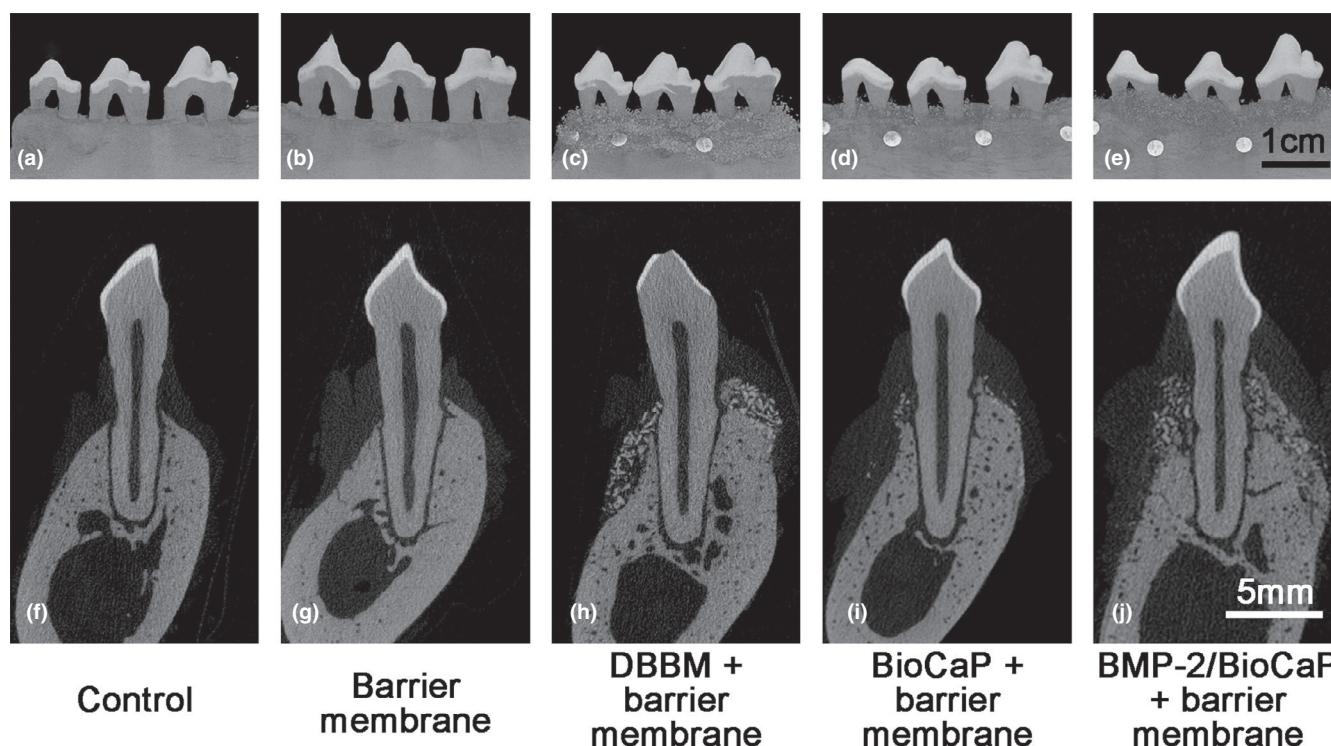 (a)
(b)
(c)
(d)
(e)
1cm
(f)
(g)
(h)
(i)
(j)
5mm
Control
Barrier
membrane
DBBM +
barrier
membrane
BioCaP +
barrier
membrane
BMP-2/BioCaP
+ barrier
membrane